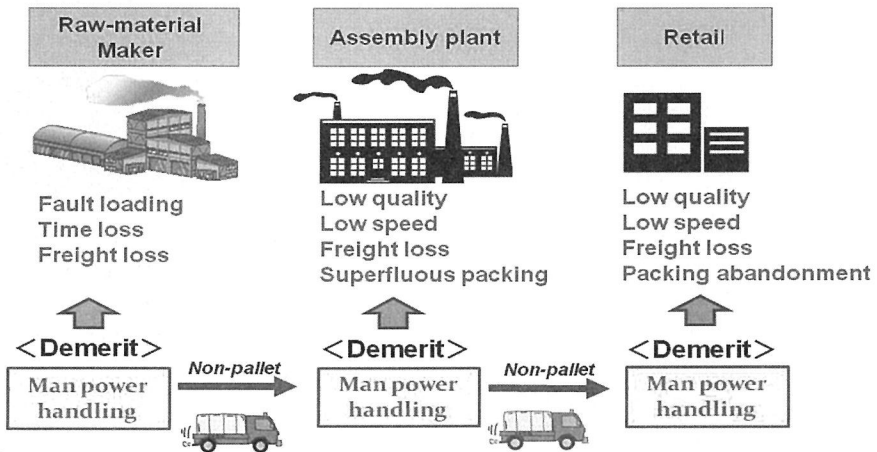 Raw-material
Maker
Assembly plant
Retail
Fault loading
Time loss
Freight loss
Low quality
Low speed
Freight loss
Superfluous packing
Low quality
Low speed
Freight loss
Packing abandonment
<Demerit>
<Demerit>
<Demerit>
Man power
handling
Non-pallet
Man power
handling
Non-pallet
Man power
handling